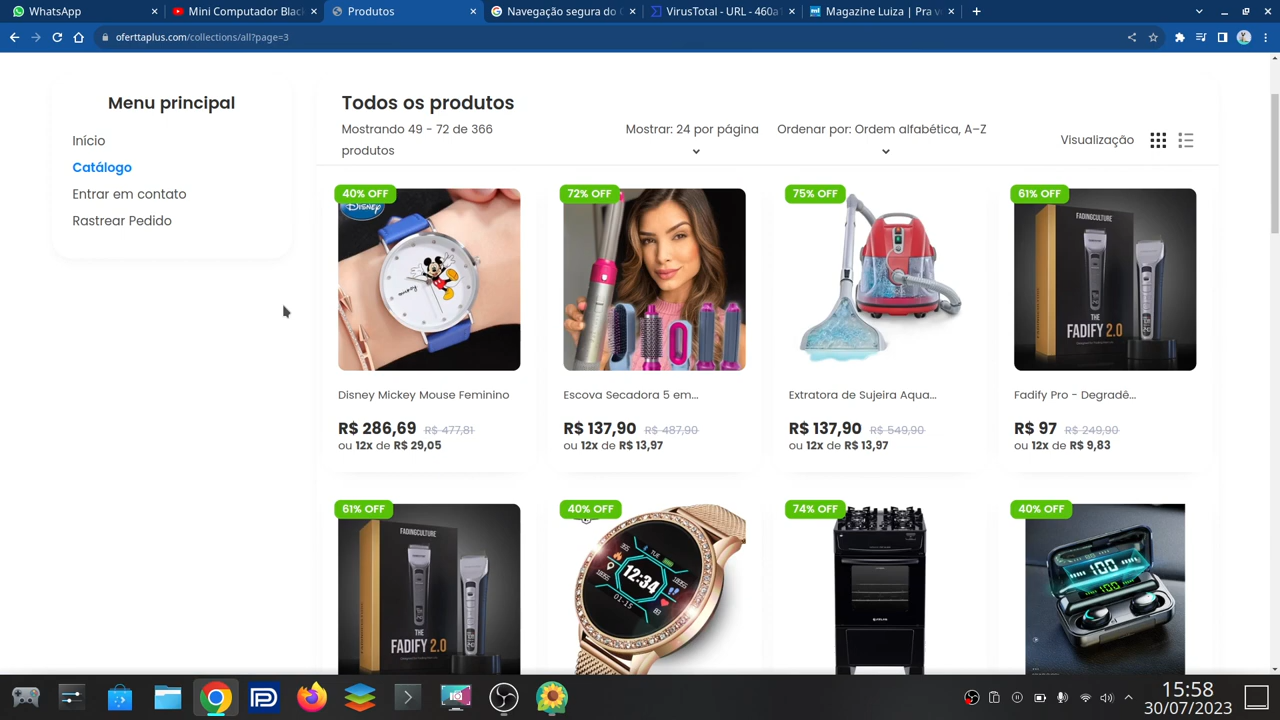 WhatsApp
Mini Computador Blac
Produtos
Navegação segura do
VirusTotal - URL - 460a
Magazine Luiza | Pra v
oferttaplus.com/collections/all?page=3
Menu principal
Início
Catálogo
Entrar em contato
Rastrear Pedido
Todos os produtos
Mostrando 49 - 72 de 366
produtos
Mostrar: 24 por página
Ordenar por: Ordem alfabética, A–Z
Visualização
40% OFF
72% OFF
75% OFF
61% OFF
Disney
FADINGCULTURE
THE
FADIFY 2.0
Disney Mickey Mouse Feminino
Escova Secadora 5 em...
Extratora de Sujeira Aqua...
Fadify Pro - Degradê...
R$ 286,69 R$ 477,81
R$ 137,90 R$ 487,90
R$ 137,90 R$ 549,90
R$ 97 R$ 249,90
ou 12x de R$ 29,05
ou 12x de R$ 13,97
ou 12x de R$ 13,97
ou 12x de R$ 9,83
61% OFF
40% OFF
74% OFF
40% OFF
FADINGCULTURE
THE
FADIFY 2.0
12:34
100
100
15:58
30/07/2023